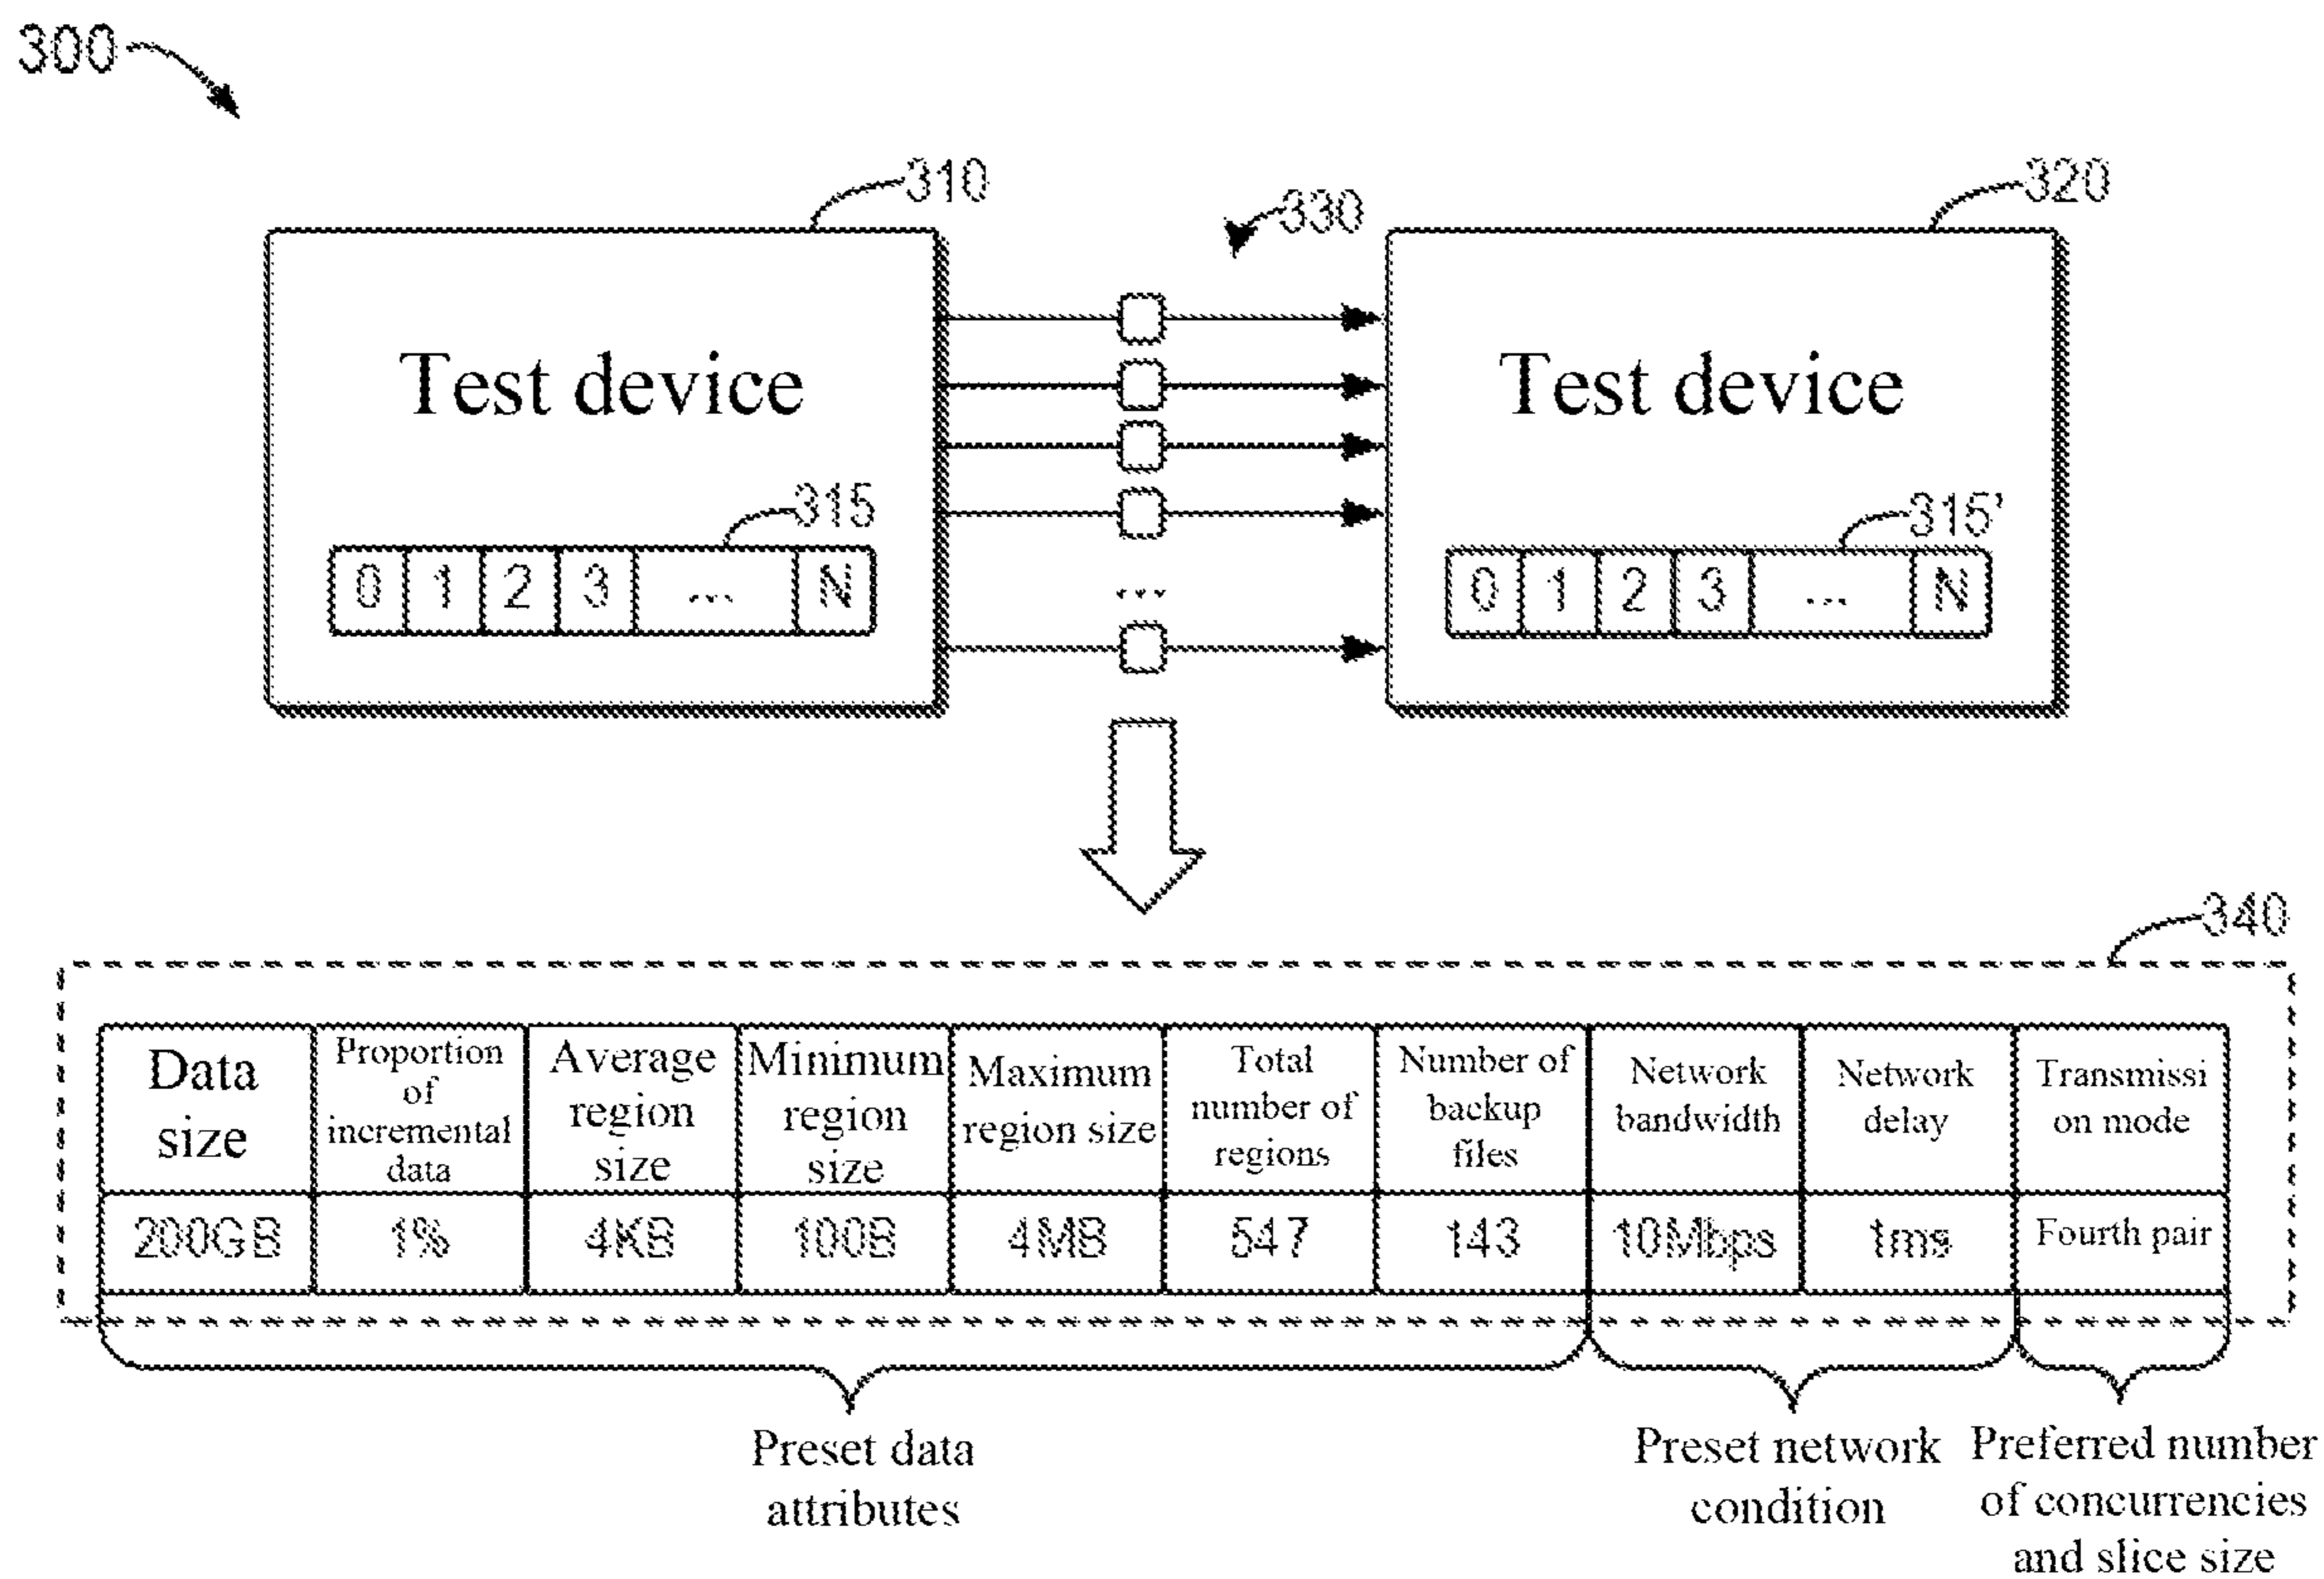 300
310
330
320
Test device
Test device
315
315'
0 1 2 3 ... N
...
0 1 2 3 ... N
340
Data
size
Proportion
of
incremental
data
Average
region
size
Minimum
region
size
Maximum
region size
Total
number of
regions
Number of
backup
files
Network
bandwidth
Network
delay
Transmissi
on mode
200GB 1% 4KB 100B 4MB 547 143 10Mbps 1ms Fourth pair
Preset data
attributes
Preset network
condition
Preferred number
of concurrencies
and slice size